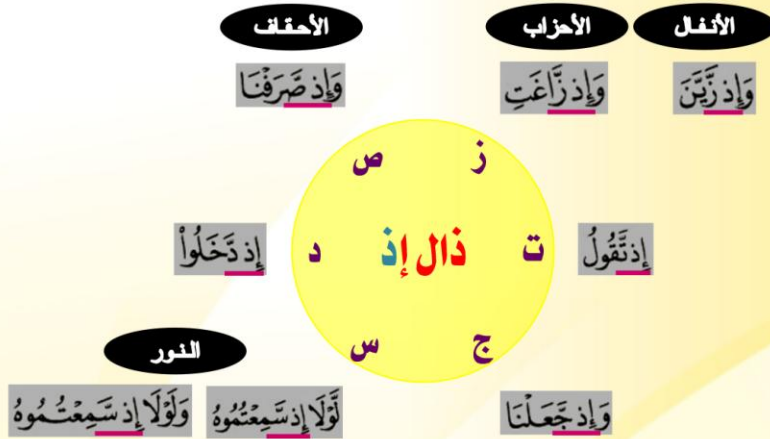 الأنفال
الأحزاب
الأحقاف
وَإِذ زَّيَّنَ
وَإِذ زَّاغَتِ
وَإِذ صَّرَفْنَا
ز
ص
إِذ تَّقُولُ
ت
ذال إذ
د
إِذ دَّخَلُواْ
ج
س
النور
وَإِذ جَّعَلْنَا
لَّوْلَا إِذ سَّمِعْتُمُوهُ
وَلَوْلَا إِذ سَّمِعْتُمُوهُ